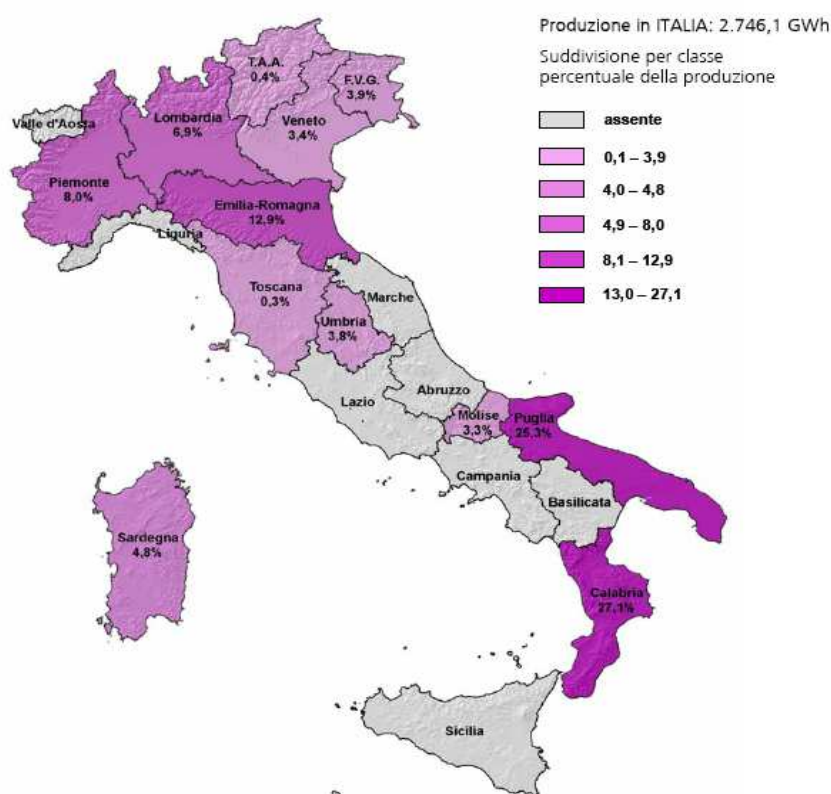 Produzione in ITALIA: 2.746,1 GWh
Suddivisione per classe
percentuale della produzione
assente
0,1 – 3,9
4,0 – 4,8
4,9 – 8,0
8,1 – 12,9
13,0 – 27,1
T.A.A.
0,4%
F.V.G.
3,9%
Valle d'Aosta
Lombardia
6,9%
Veneto
3,4%
Piemonte
8,0%
Emilia-Romagna
12,9%
Liguria
Toscana
0,3%
Marche
Umbria
3,8%
Lazio
Abruzzo
Molise
3,3%
Puglia
25,3%
Campania
Basilicata
Sardegna
4,8%
Calabria
27,1%
Sicilia